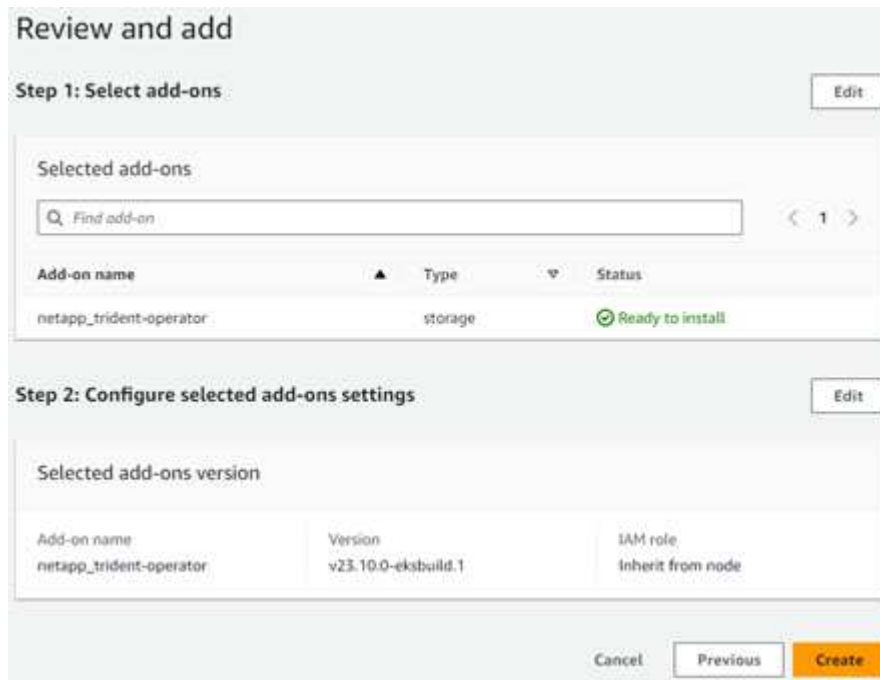 Review and add
Step 1: Select add-ons
Edit
Selected add-ons
Find add-on
1
Add-on name Type Status
netapp_trident-operator storage Ready to install
Step 2: Configure selected add-ons settings
Edit
Selected add-ons version
Add-on name Version IAM role
netapp_trident-operator v23.10.0-eksbuild.1 Inherit from node
Cancel Previous Create